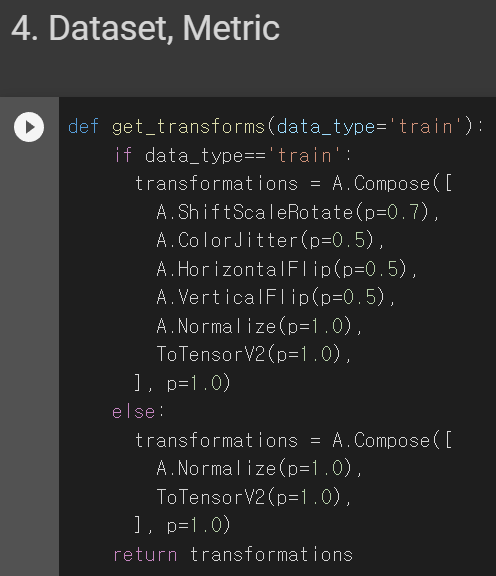 4. Dataset, Metric
def get_transforms(data_type='train'):
    if data_type=='train':
      transformations = A.Compose([
        A.ShiftScaleRotate(p=0.7),
        A.ColorJitter(p=0.5),
        A.HorizontalFlip(p=0.5),
        A.VerticalFlip(p=0.5),
        A.Normalize(p=1.0),
        ToTensorV2(p=1.0),
      ], p=1.0)
    else:
      transformations = A.Compose([
        A.Normalize(p=1.0),
        ToTensorV2(p=1.0),
      ], p=1.0)
    return transformations